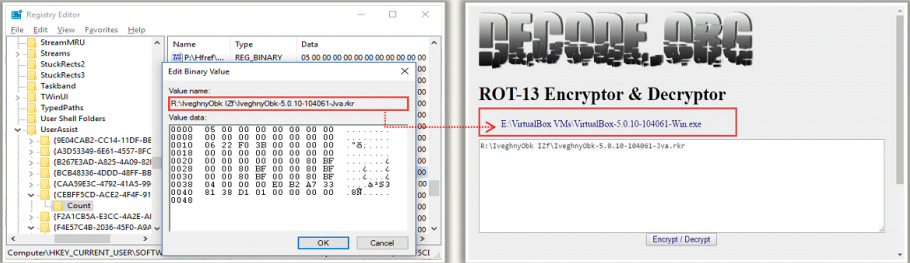 Registry Editor
File Edit View Favorites Help
StreamMRU
Streams
StuckRects2
StuckRects3
Taskband
TWinUI
TypedPaths
User Shell Folders
UserAssist
{9E04CAB2-CC14-11DF-BB
{A3D53349-6E61-4557-8FC
{B267E3AD-A825-4A09-82
{BCB48336-4DDD-48FF-BB
{CAA59E3C-4792-41A5-99
{CEBFF5CD-ACE2-4F4F-91
Count
{F2A1CB5A-E3CC-4A2E-A
{F4E57C4B-2036-45F0-A9A
Computer\HKEY_CURRENT_USER\SOFTW
F5CD
Name Type Data
P:\Hfref\... REG_BINARY 05 00 00 00 00 00 00 00 00
Edit Binary Value
Value name:
R:\IveghnyObk IZf\IveghnyObk-5.0.10-104061-Jva.rkr
Value data:
0000 05 00 00 00 00 00 00 00 ........
0008 00 00 00 00 00 00 00 00 ........
0010 06 22 F0 3B 00 00 00 00 ."ð;....
0018 00 00 00 00 00 00 80 BF
0020 00 00 80 BF 00 00 80 BF
0028 00 00 80 BF 00 00 80 BF
0030 00 00 80 BF 00 00 80 BF
0038 04 00 00 00 E0 B2 A7 33 ....à²§3
0040 81 38 D1 01 00 00 00 00 .8Ñ.....
0048
OK Cancel
DECODE.ORG
ROT-13 Encryptor & Decryptor
E:\VirtualBox VMs\VirtualBox-5.0.10-104061-Win.exe
R:\IveghnyObk IZf\IveghnyObk-5.0.10-104061-Jva.rkr
Encrypt / Decrypt